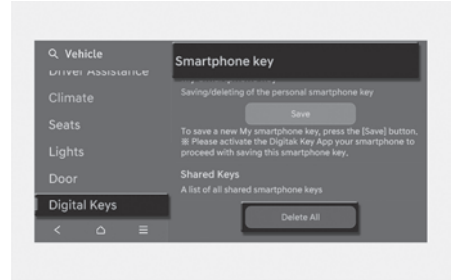 Vehicle
Driver Assistance
Climate
Seats
Lights
Door
Digital Keys
Smartphone key
Saving/deleting of the personal smartphone key
Save
To save a new My smartphone key, press the [Save] button.
※ Please activate the Digitak Key App your smartphone to
proceed with saving this smartphone key.
Shared Keys
A list of all shared smartphone keys
Delete All